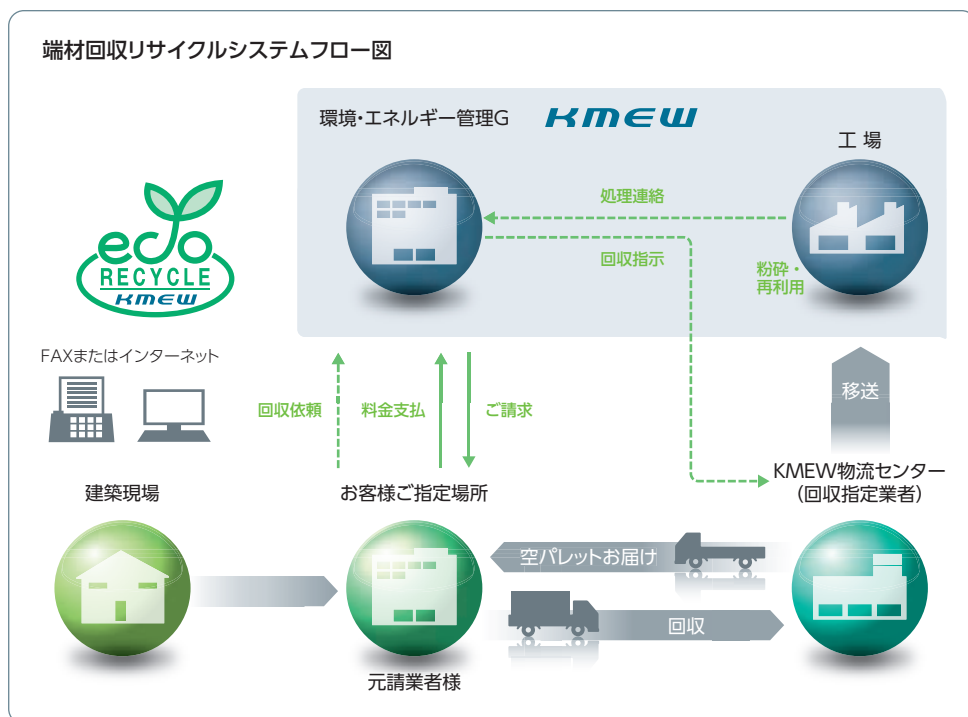 端材回収リサイクルシステムフロー図
環境・エネルギー管理G
KMEW
工場
処理連絡
回収指示
粉砕・
再利用
eco
RECYCLE
KMEW
FAXまたはインターネット
回収依頼
料金支払
ご請求
移送
建築現場
お客様ご指定場所
KMEW物流センター
(回収指定業者)
空パレットお届け
回収
元請業者様